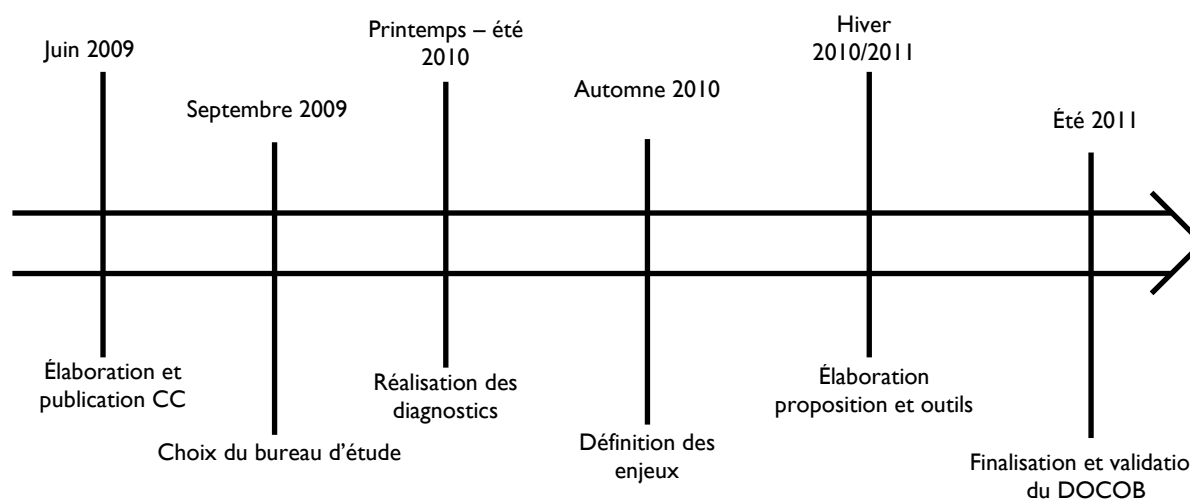 Juin 2009
Septembre 2009
Printemps – été
2010
Automne 2010
Hiver
2010/2011
Été 2011
Élaboration et
publication CC
Choix du bureau d'étude
Réalisation des
diagnostics
Définition des
enjeux
Élaboration
proposition et outils
Finalisation et validatio
du DOCOB